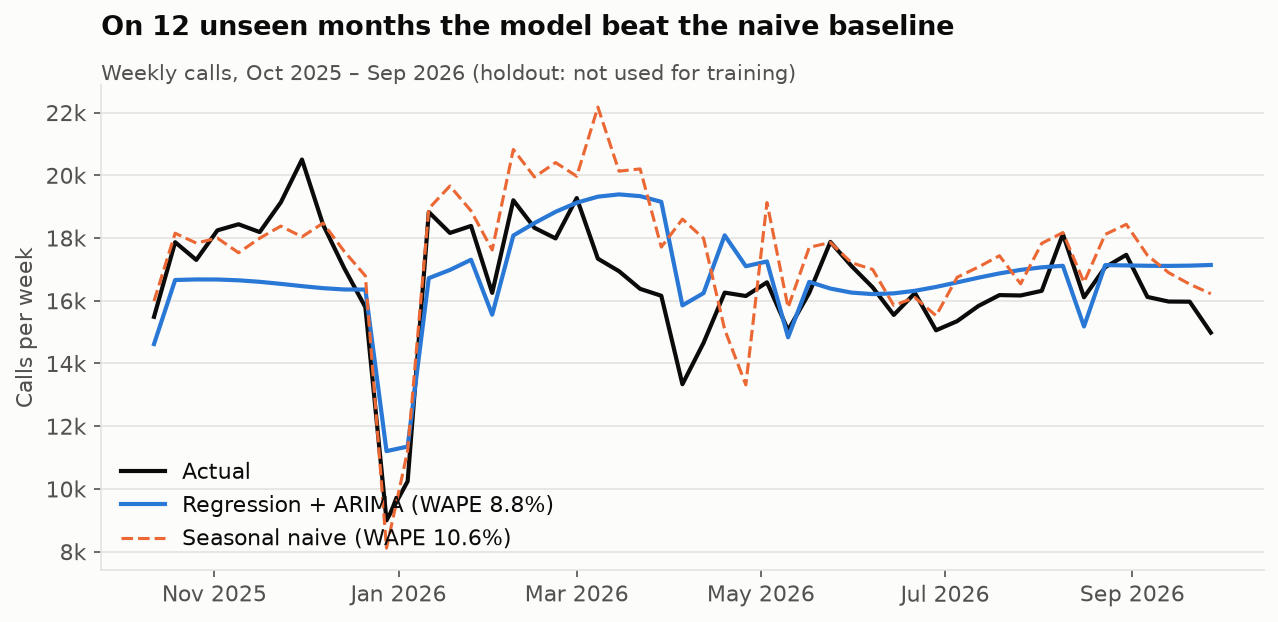 On 12 unseen months the model beat the naive baseline
Weekly calls, Oct 2025 – Sep 2026 (holdout: not used for training)
Calls per week
22k
20k
18k
16k
14k
12k
10k
8k
Actual
Regression + ARIMA (WAPE 8.8%)
Seasonal naive (WAPE 10.6%)
Nov 2025
Jan 2026
Mar 2026
May 2026
Jul 2026
Sep 2026